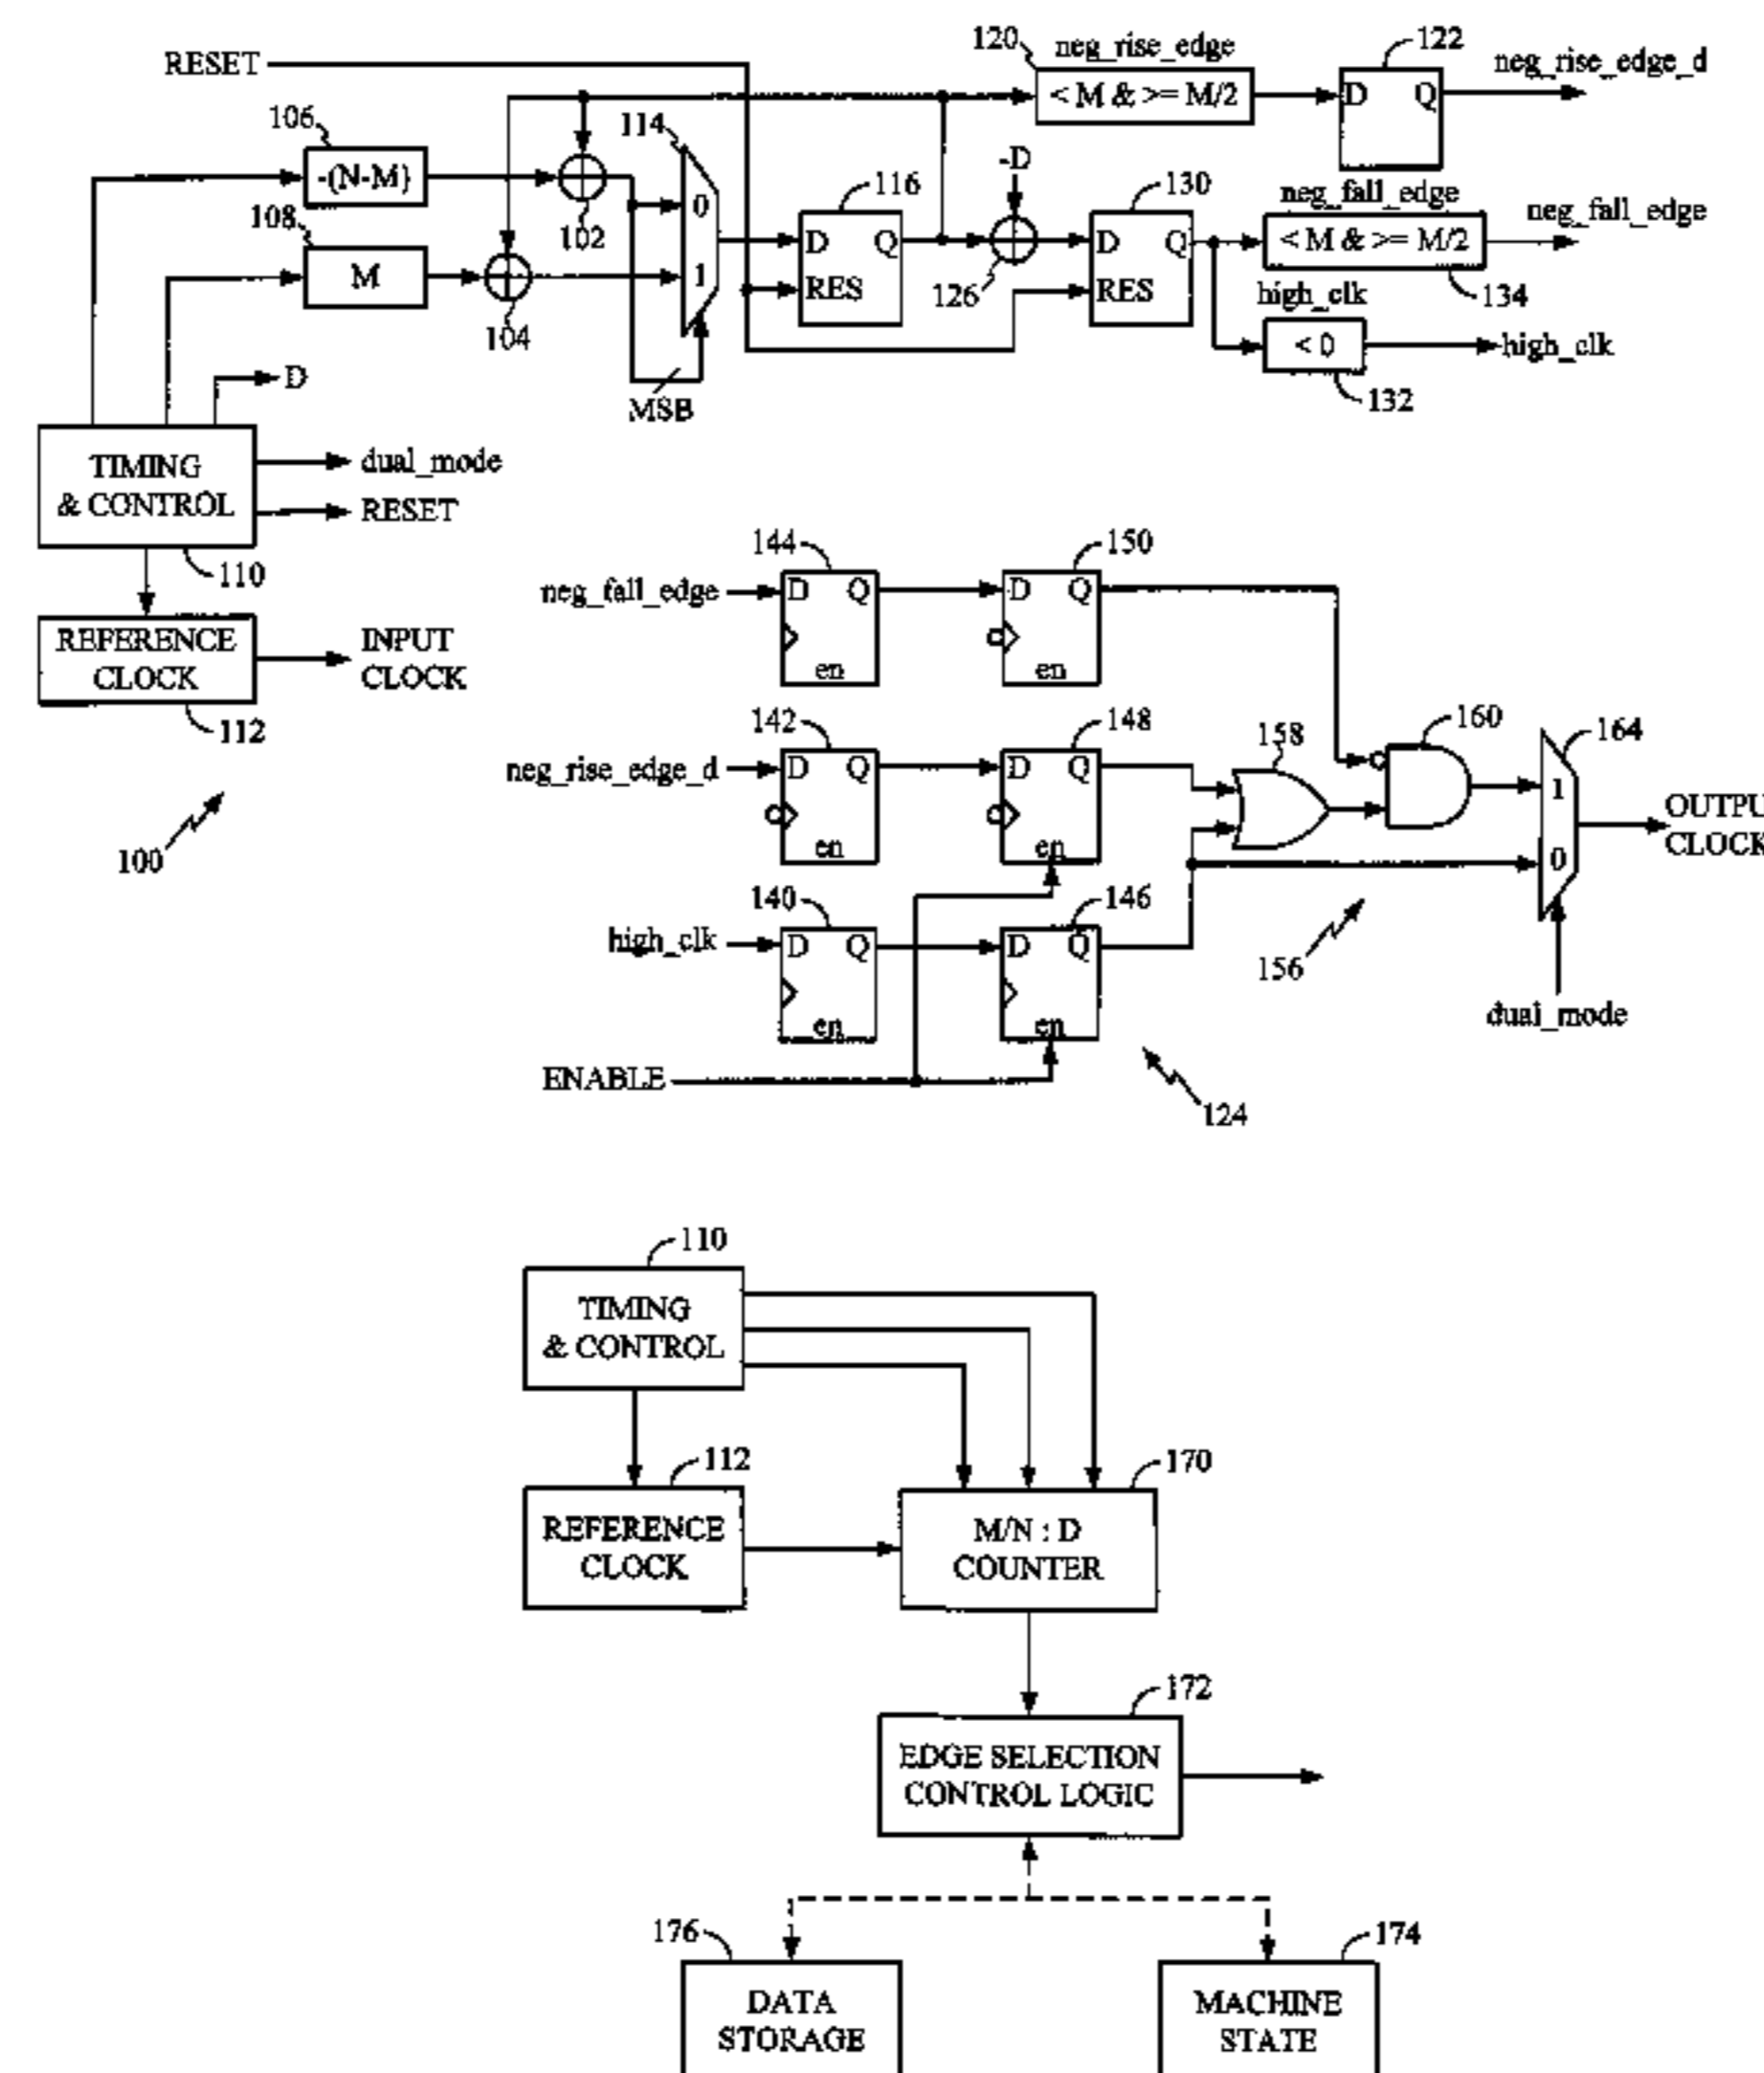 RESET
120
neg_rise_edge
< M & >= M/2
122
D Q
neg_rise_edge_d
106
-(N-M)
102
114
0
1
108
M
104
116
D Q
RES
-D
126
130
D Q
RES
neg_fall_edge
< M & >= M/2
134
neg_fall_edge
high_clk
< 0
132
high_clk
MSB
D
TIMING
& CONTROL
110
dual_mode
RESET
REFERENCE
CLOCK
112
INPUT
CLOCK
100
144
neg_fall_edge
D Q
en
150
D Q
en
142
neg_rise_edge_d
D Q
en
148
D Q
en
140
high_clk
D Q
en
146
D Q
en
ENABLE
124
158
160
156
164
1
0
OUTPU
CLOCK
dual_mode
110
TIMING
& CONTROL
112
REFERENCE
CLOCK
170
M/N : D
COUNTER
172
EDGE SELECTION
CONTROL LOGIC
176
DATA
STORAGE
174
MACHINE
STATE